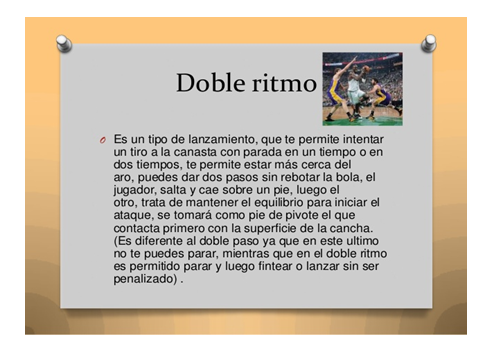 Doble ritmo
Es un tipo de lanzamiento, que te permite intentar
un tiro a la canasta con parada en un tiempo o en
dos tiempos, te permite estar más cerca del
aro, puedes dar dos pasos sin rebotar la bola, el
jugador, salta y cae sobre un pie, luego el
otro, trata de mantener el equilibrio para iniciar el
ataque, se tomará como pie de pivote el que
contacta primero con la superficie de la cancha.
(Es diferente al doble paso ya que en este ultimo
no te puedes parar, mientras que en el doble ritmo
es permitido parar y luego fintear o lanzar sin ser
penalizado) .